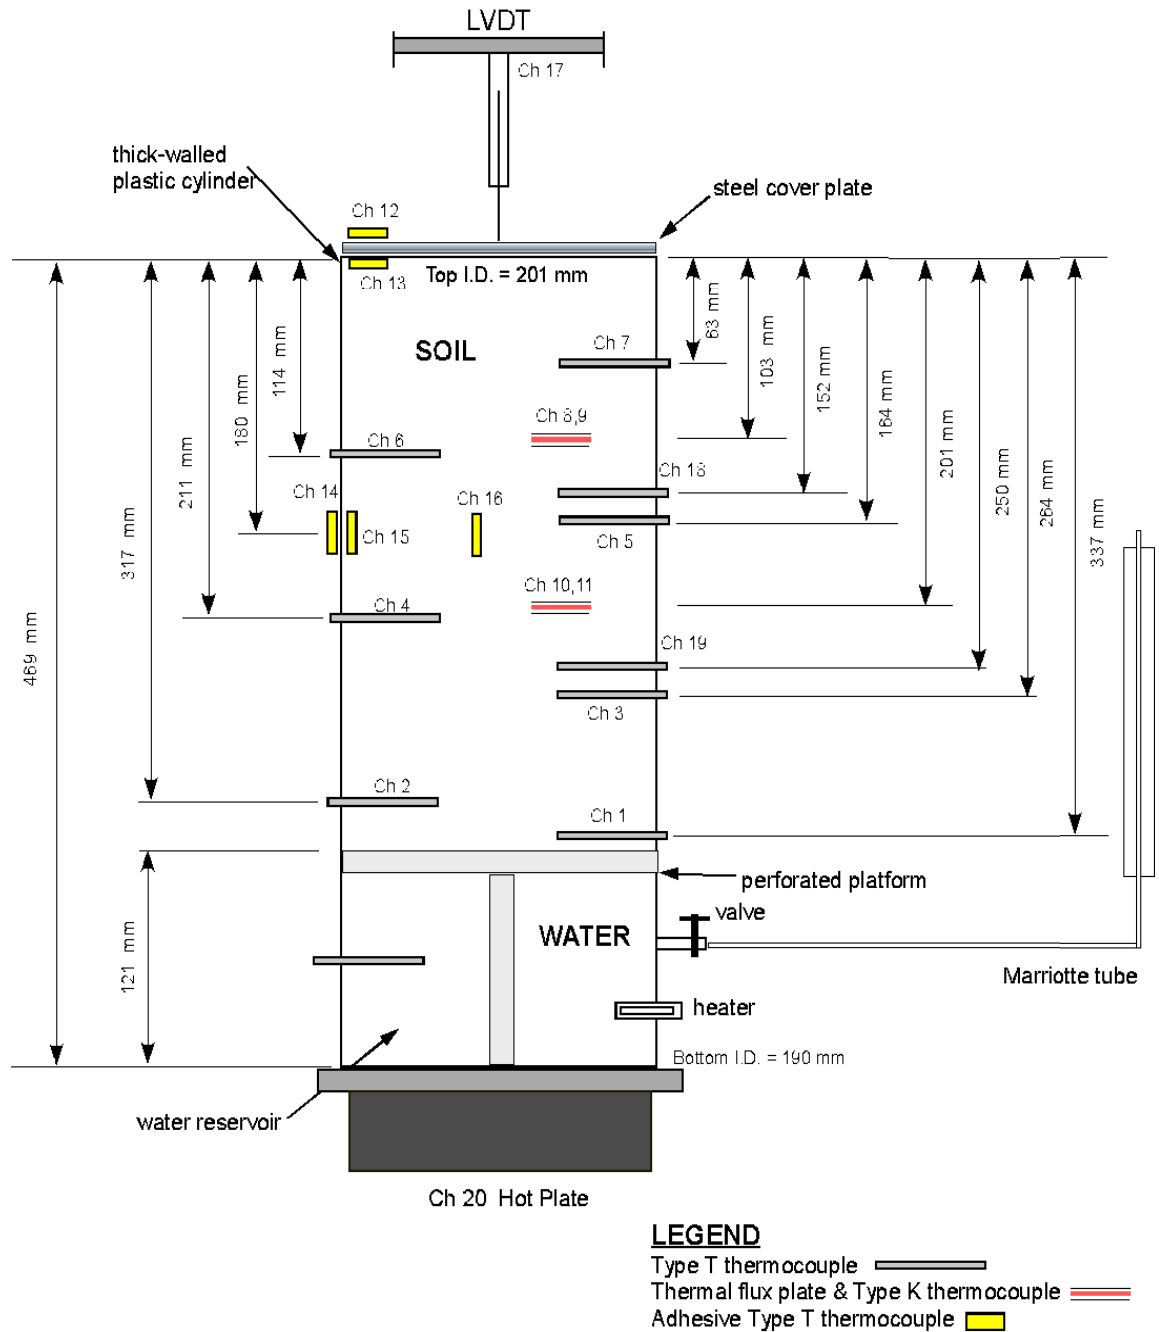 LVDT
Ch 17
thick-walled
plastic cylinder
steel cover plate
Ch 12
Top I.D. = 201 mm
Ch 13
SOIL
Ch 7
63 mm
103 mm
152 mm
164 mm
201 mm
250 mm
264 mm
337 mm
114 mm
180 mm
211 mm
317 mm
469 mm
Ch 8,9
Ch 6
Ch 18
Ch 14
Ch 16
Ch 15
Ch 5
Ch 10,11
Ch 4
Ch 19
Ch 3
Ch 2
Ch 1
perforated platform
valve
121 mm
WATER
Marriotte tube
heater
Bottom I.D. = 190 mm
water reservoir
Ch 20 Hot Plate
LEGEND
Type T thermocouple
Thermal flux plate & Type K thermocouple
Adhesive Type T thermocouple